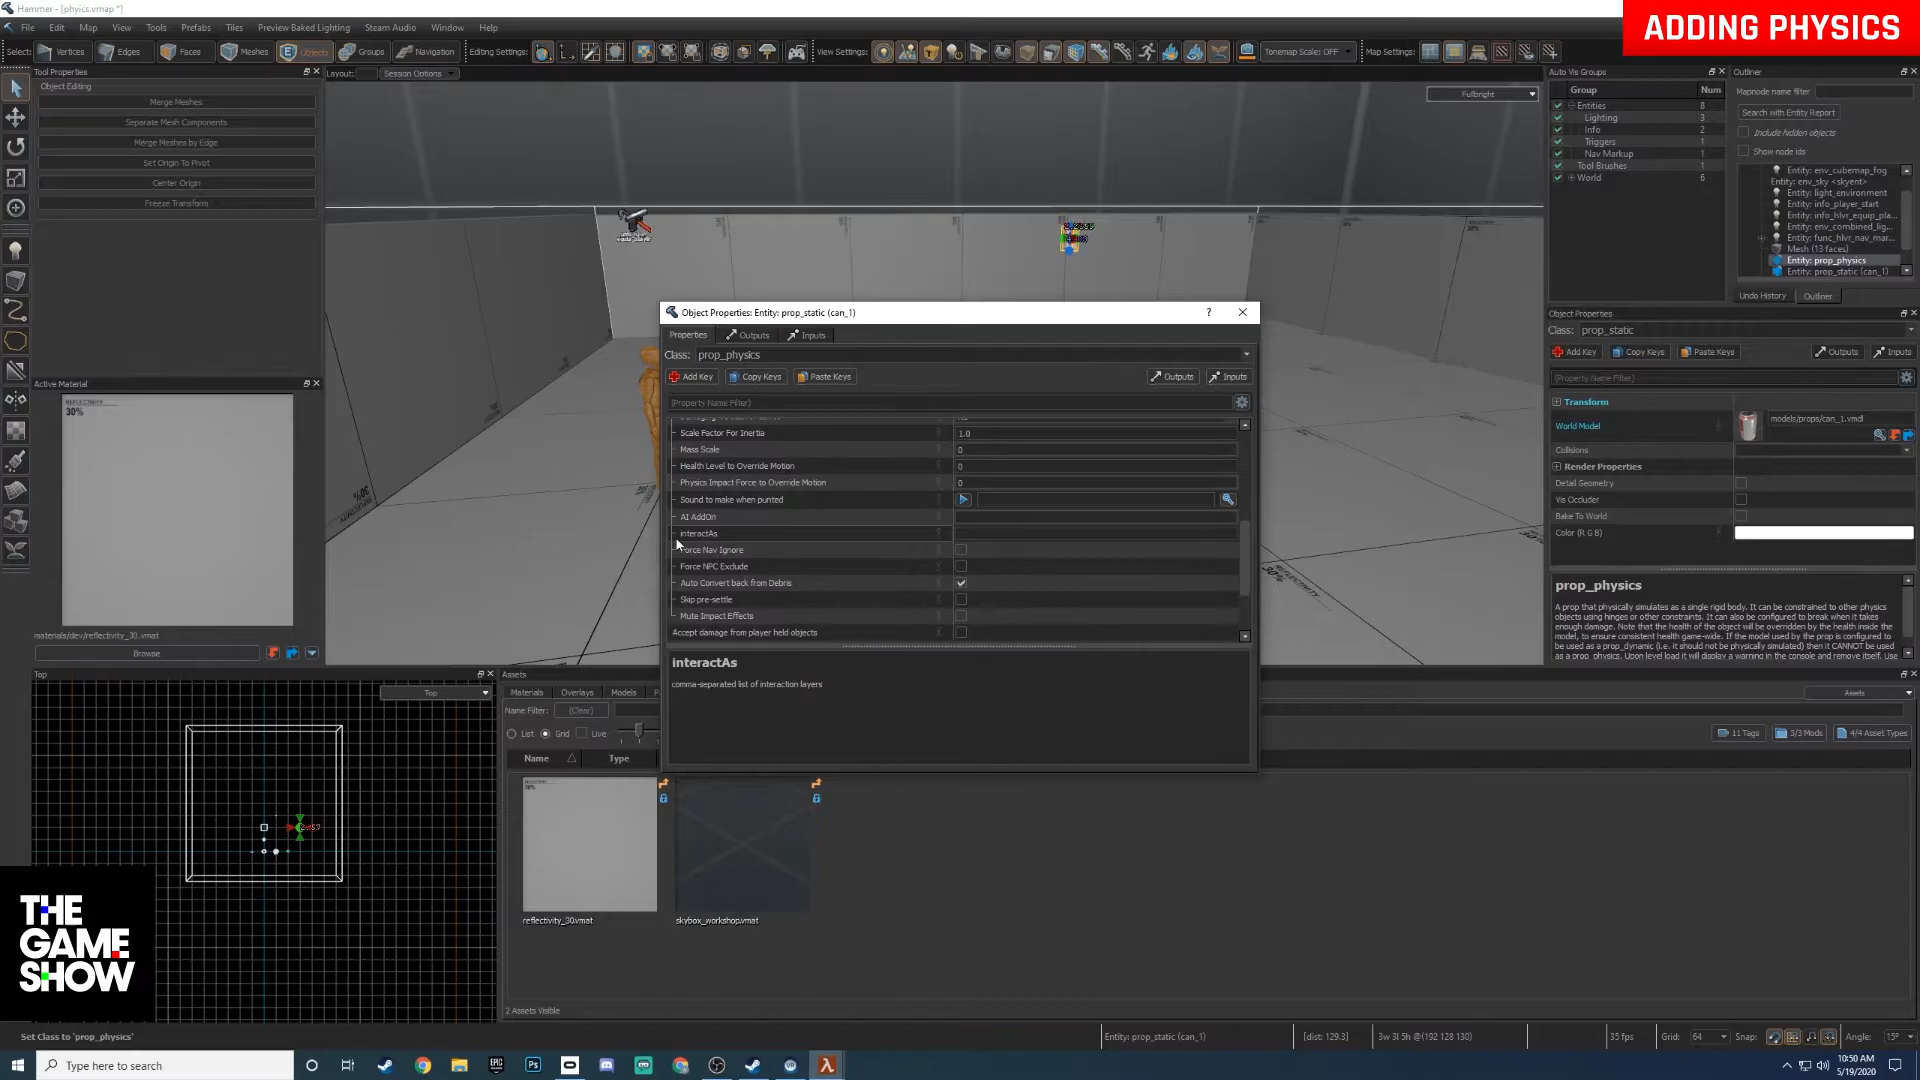 Hammer - [phyics.vmap *]
ADDING PHYSICS
File Edit Map View Tools Prefabs Tiles Preview Baked Lighting Steam Audio Window Help
Select: Vertices Edges Faces Meshes Objects Groups Navigation Editing Settings: View Settings: Tonemap Scale: OFF Map Settings:
Tool Properties
Object Editing
Merge Meshes
Separate Mesh Components
Merge Meshes by Edge
Set Origin To Pivot
Center Origin
Freeze Transform
Layout: Session Options
Fullbright
Active Material
REFLECTIVITY
30%
materials/dev/reflectivity_30.vmat
Browse
Object Properties: Entity: prop_static (can_1)
Properties Outputs Inputs
Class: prop_physics
Add Key Copy Keys Paste Keys Outputs Inputs
(Property Name Filter)
Scale Factor For Inertia 1.0
Mass Scale 0
Health Level to Override Motion 0
Physics Impact Force to Override Motion 0
Sound to make when punted
AI AddOn
interactAs
Force Nav Ignore
Force NPC Exclude
Auto Convert back from Debris
Skip pre-settle
Mute Impact Effects
Accept damage from player held objects
interactAs
comma-separated list of interaction layers
Auto Vis Groups
Group Num
Entities 8
Lighting 3
Info 2
Triggers 1
Nav Markup 1
Tool Brushes 1
World 6
Outliner
Mapnode name filter
Search with Entity Report
Include hidden objects
Show node ids
Entity: env_cubemap_fog
Entity: env_sky <skyent>
Entity: light_environment
Entity: info_player_start
Entity: info_hlvr_equip_pla...
Entity: env_combined_lig...
Entity: func_hlvr_nav_mar...
Mesh (13 faces)
Entity: prop_physics
Entity: prop_static (can_1)
Undo History Outliner
Object Properties
Class: prop_static
Add Key Copy Keys Paste Keys Outputs Inputs
(Property Name Filter)
Transform
World Model models/props/can_1.vmdl
Collisions
Render Properties
Detail Geometry
Vis Occluder
Bake To World
Color (R G B)
prop_physics
A prop that physically simulates as a single rigid body. It can be constrained to other physics
objects using hinges or other constraints. It can also be configured to break when it takes
enough damage. Note that the health of the object will be overridden by the health inside the
model, to ensure consistent health game-wide. If the model used by the prop is configured to
be used as a prop_dynamic (i.e. it should not be physically simulated) then it CANNOT be used
as a prop_physics. Upon level load it will display a warning in the console and remove itself. Use
Top
Top
Assets
Materials Overlays Models
Name Filter: (Clear)
List Grid Live
Name Type
Assets
11 Tags 3/3 Mods 4/4 Asset Types
reflectivity_30.vmat
skybox_workshop.vmat
2 Assets Visible
THE
GAME
SHOW
Set Class to 'prop_physics'
Entity: prop_static (can_1) [dist: 129.3] 3w 3l 5h @(192 128 130) 35 fps Grid: 64 Snap: Angle: 15°
Type here to search
10:50 AM
5/19/2020